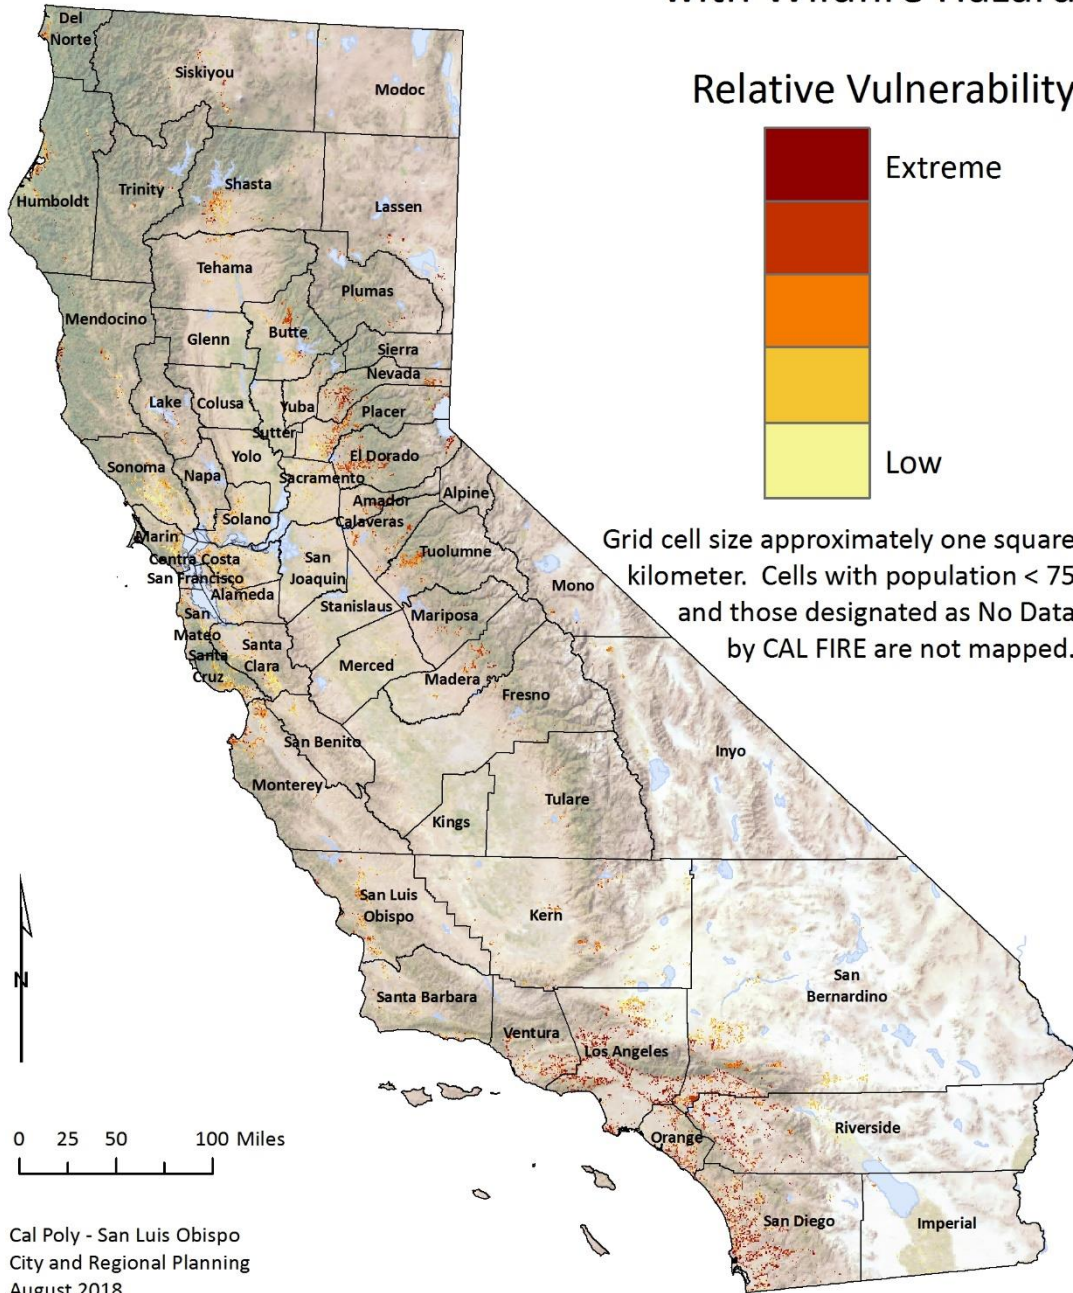 with Wildfire Hazard
Relative Vulnerability
Extreme
Low
Grid cell size approximately one square
kilometer. Cells with population < 75
and those designated as No Data
by CAL FIRE are not mapped.
Del
Norte
Siskiyou
Modoc
Humboldt
Trinity
Shasta
Lassen
Tehama
Plumas
Mendocino
Glenn
Butte
Sierra
Nevada
Lake
Colusa
Yuba
Placer
Sutter
Sonoma
Napa
Yolo
El Dorado
Sacramento
Alpine
Amador
Solano
Calaveras
Marin
Contra Costa
San
Joaquin
Tuolumne
San Francisco
Alameda
Mono
Stanislaus
San
Mateo
Mariposa
Santa
Clara
Santa
Cruz
Merced
Madera
Fresno
San Benito
Inyo
Monterey
Tulare
Kings
San Luis
Obispo
Kern
San
Bernardino
Santa Barbara
Ventura
Los Angeles
Riverside
Orange
San Diego
Imperial
N
0 25 50 100 Miles
Cal Poly - San Luis Obispo
City and Regional Planning
August 2018